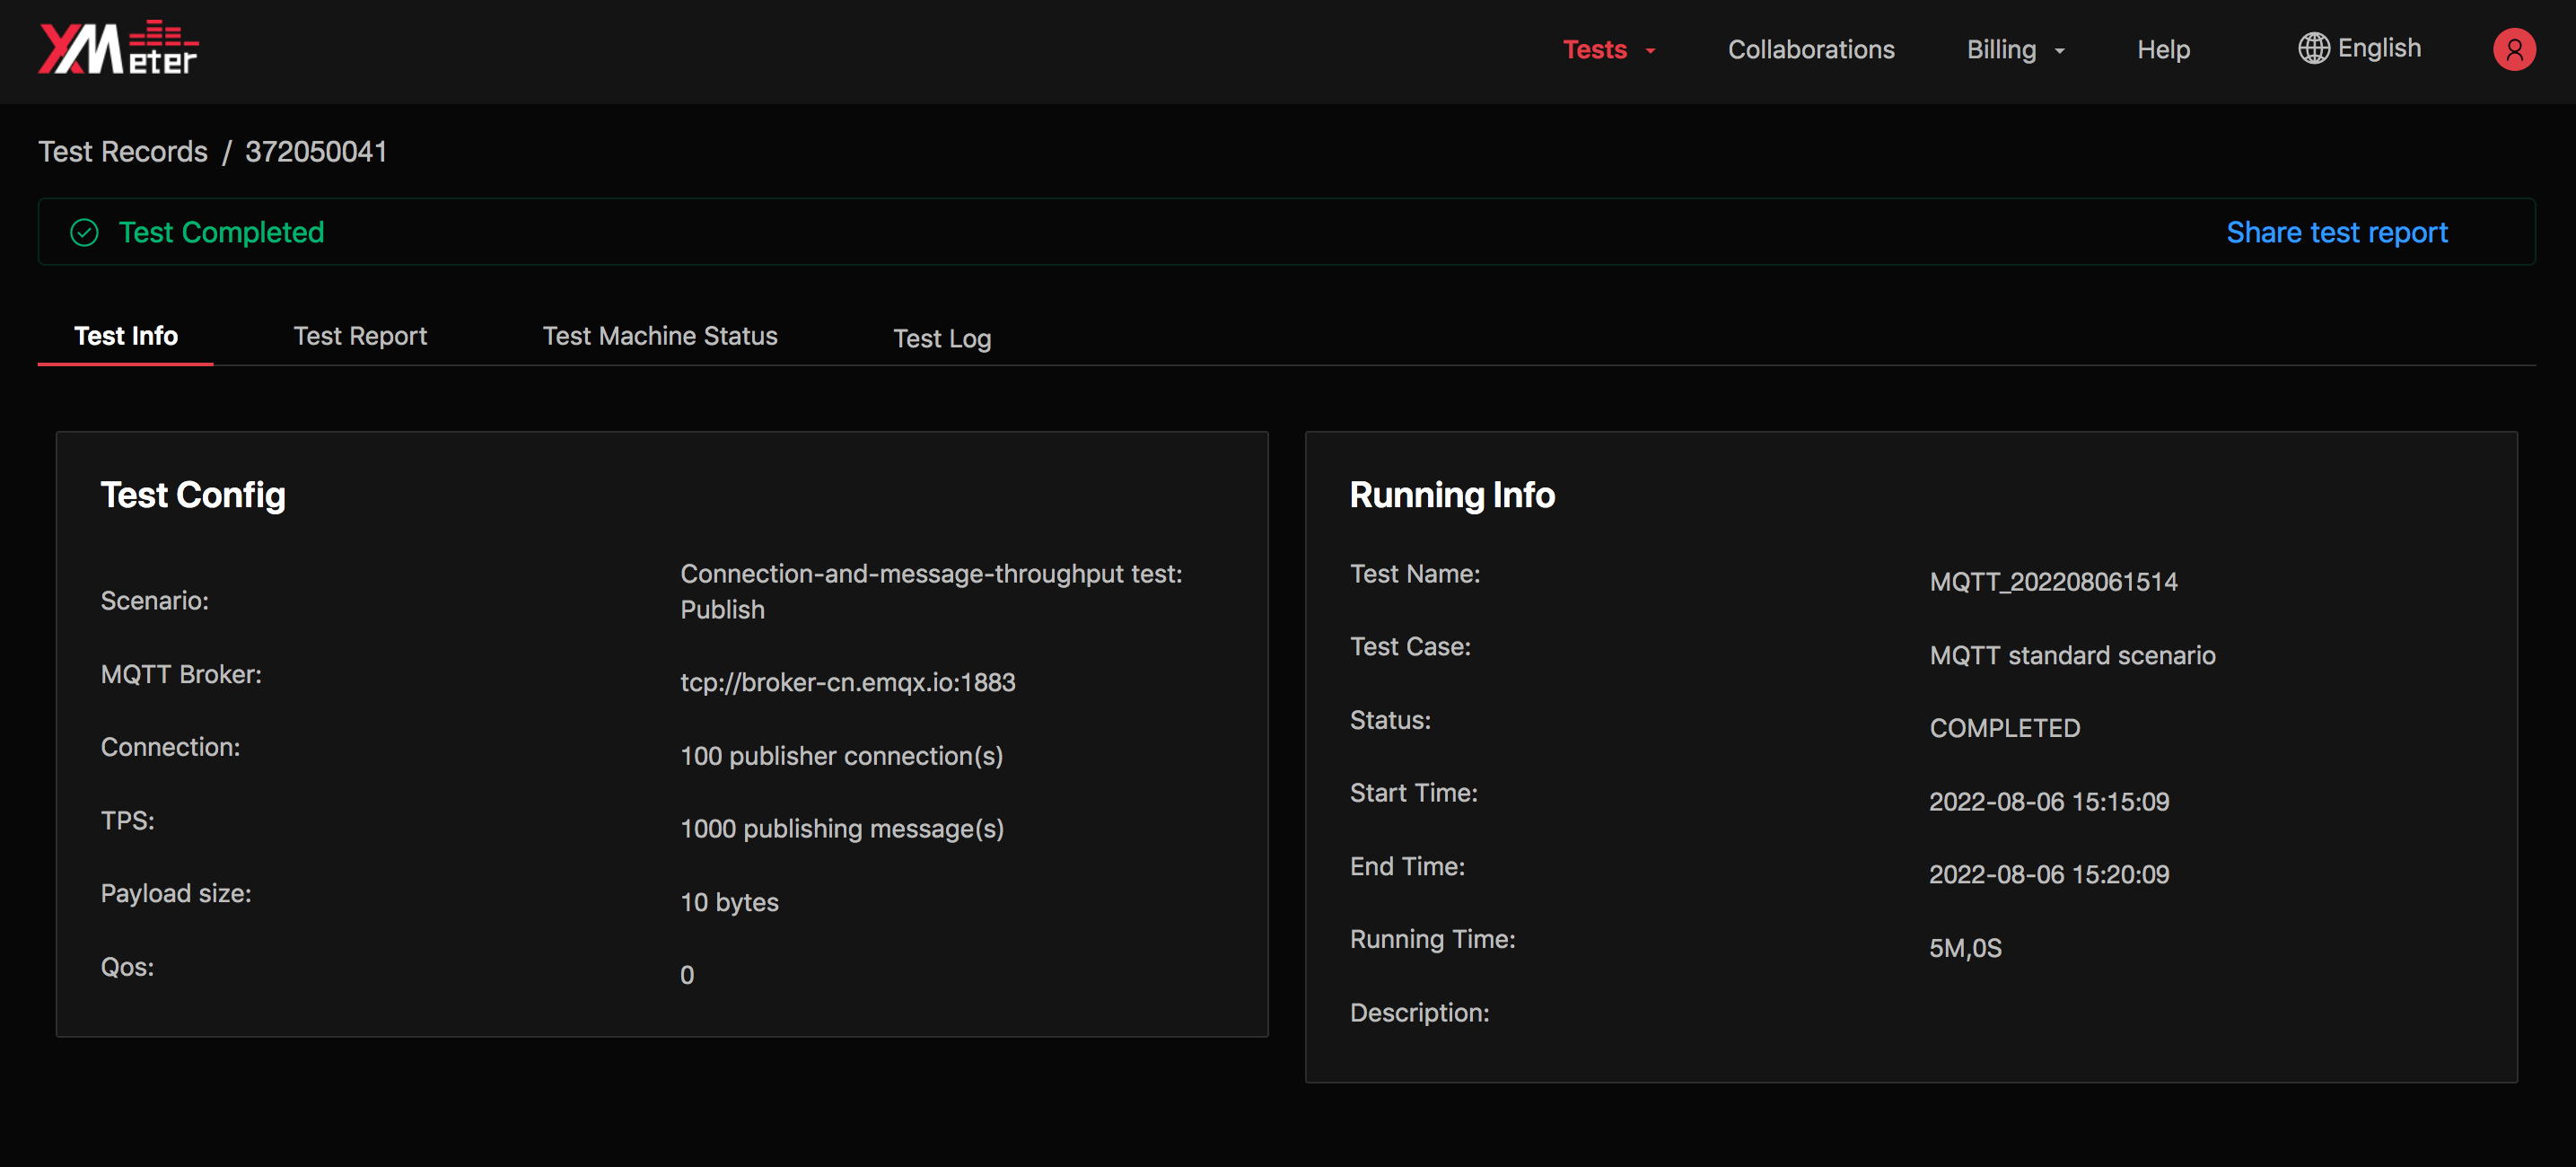 XMeter
Tests
Collaborations
Billing
Help
English
Test Records / 372050041
Test Completed
Share test report
Test Info
Test Report
Test Machine Status
Test Log
Test Config
Scenario:
Connection-and-message-throughput test:
Publish
MQTT Broker:
tcp://broker-cn.emqx.io:1883
Connection:
100 publisher connection(s)
TPS:
1000 publishing message(s)
Payload size:
10 bytes
Qos:
0
Running Info
Test Name:
MQTT_202208061514
Test Case:
MQTT standard scenario
Status:
COMPLETED
Start Time:
2022-08-06 15:15:09
End Time:
2022-08-06 15:20:09
Running Time:
5M,0S
Description: